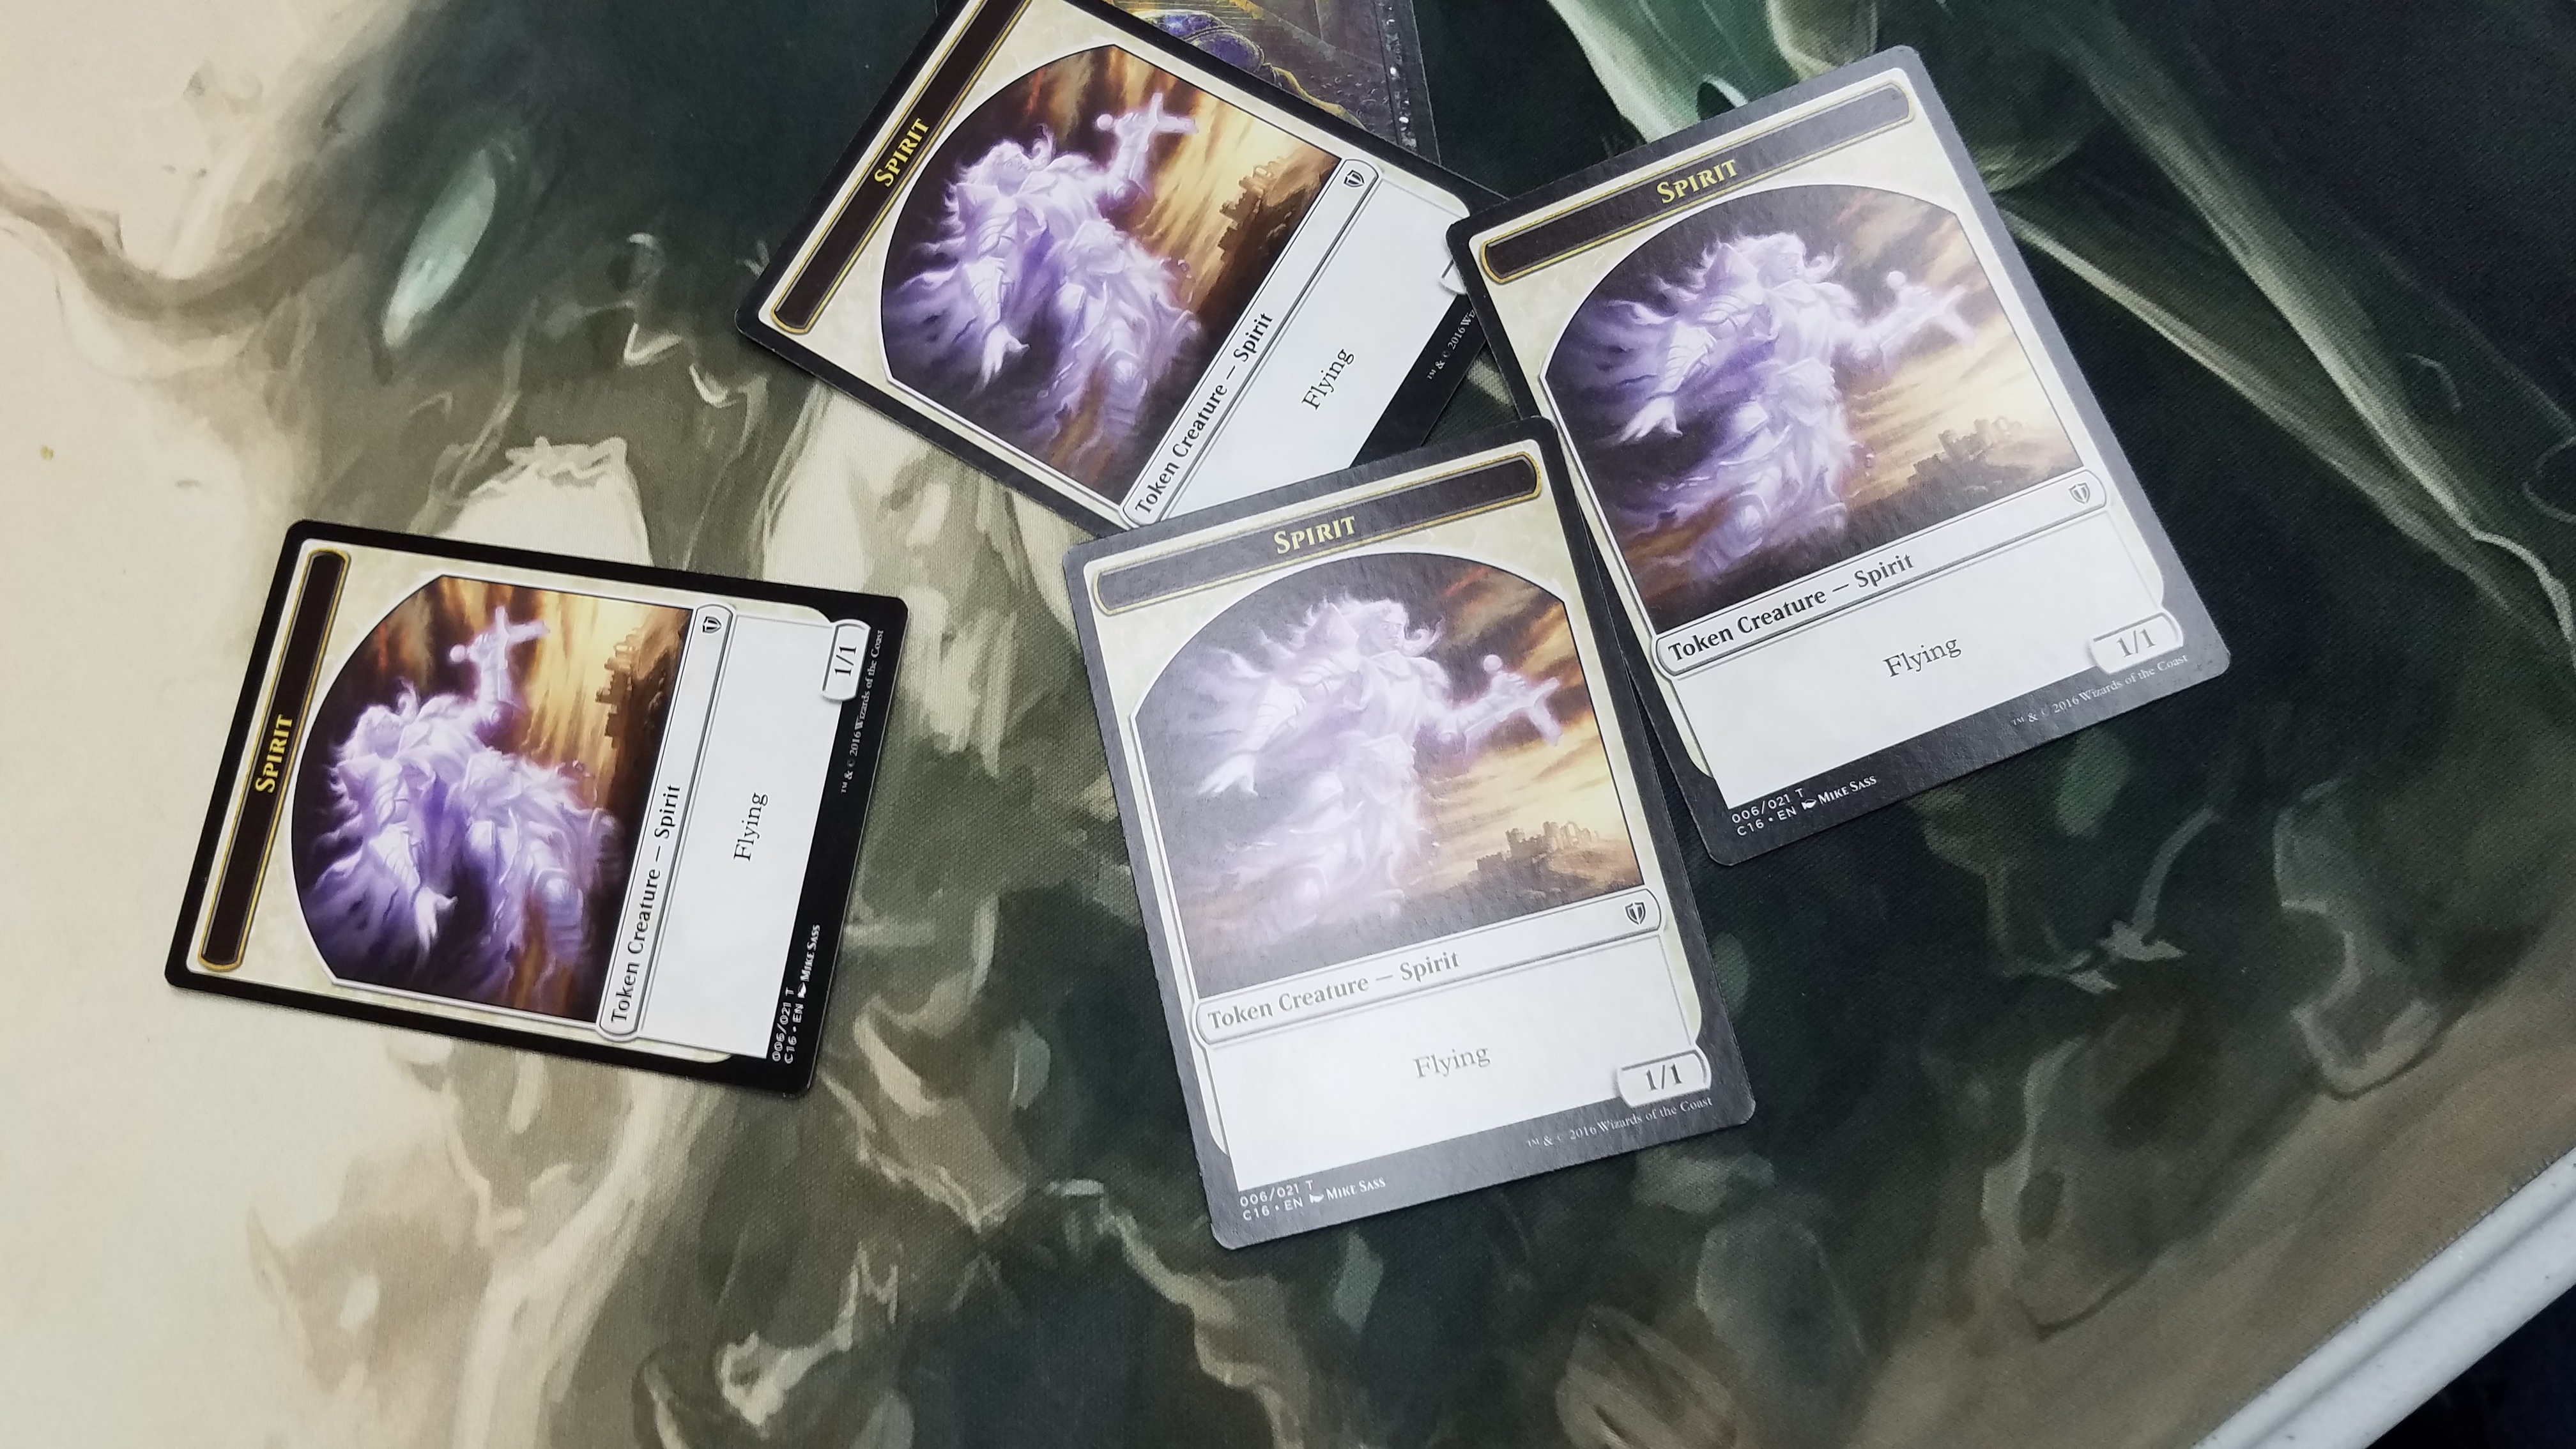 SPIRIT
Token Creature – Spirit
Flying
1/1
006/021 T
C16 • EN MIKE SASS
™ & © 2016 Wizards of the Coast
SPIRIT
Token Creature – Spirit
Flying
1/1
006/021 T
C16 • EN MIKE SASS
™ & © 2016 Wizards of the Coast
SPIRIT
Token Creature – Spirit
Flying
™ & © 2016 Wiz
SPIRIT
Token Creature – Spirit
Flying
1/1
006/021 T
C16 • EN MIKE SASS
™ & © 2016 Wizards of the Coast